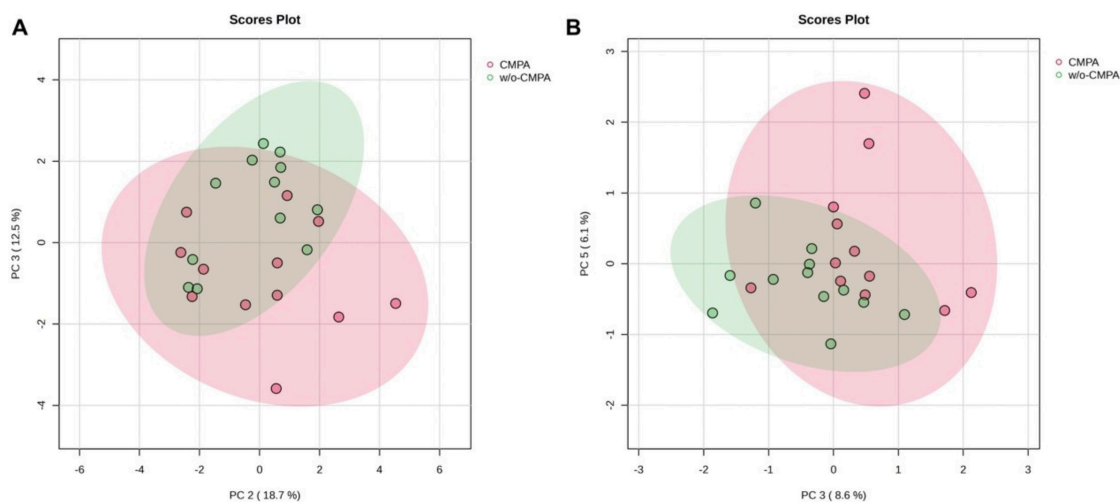 A
Scores Plot
4
2
0
-2
-4
PC 3 ( 12.5 %)
-6
-4
-2
0
2
4
6
PC 2 ( 18.7 %)
CMPA
w/o-CMPA
B
Scores Plot
3
2
1
0
-1
-2
PC 5 ( 6.1 %)
-3
-2
-1
0
1
2
3
PC 3 ( 8.6 %)
CMPA
w/o-CMPA